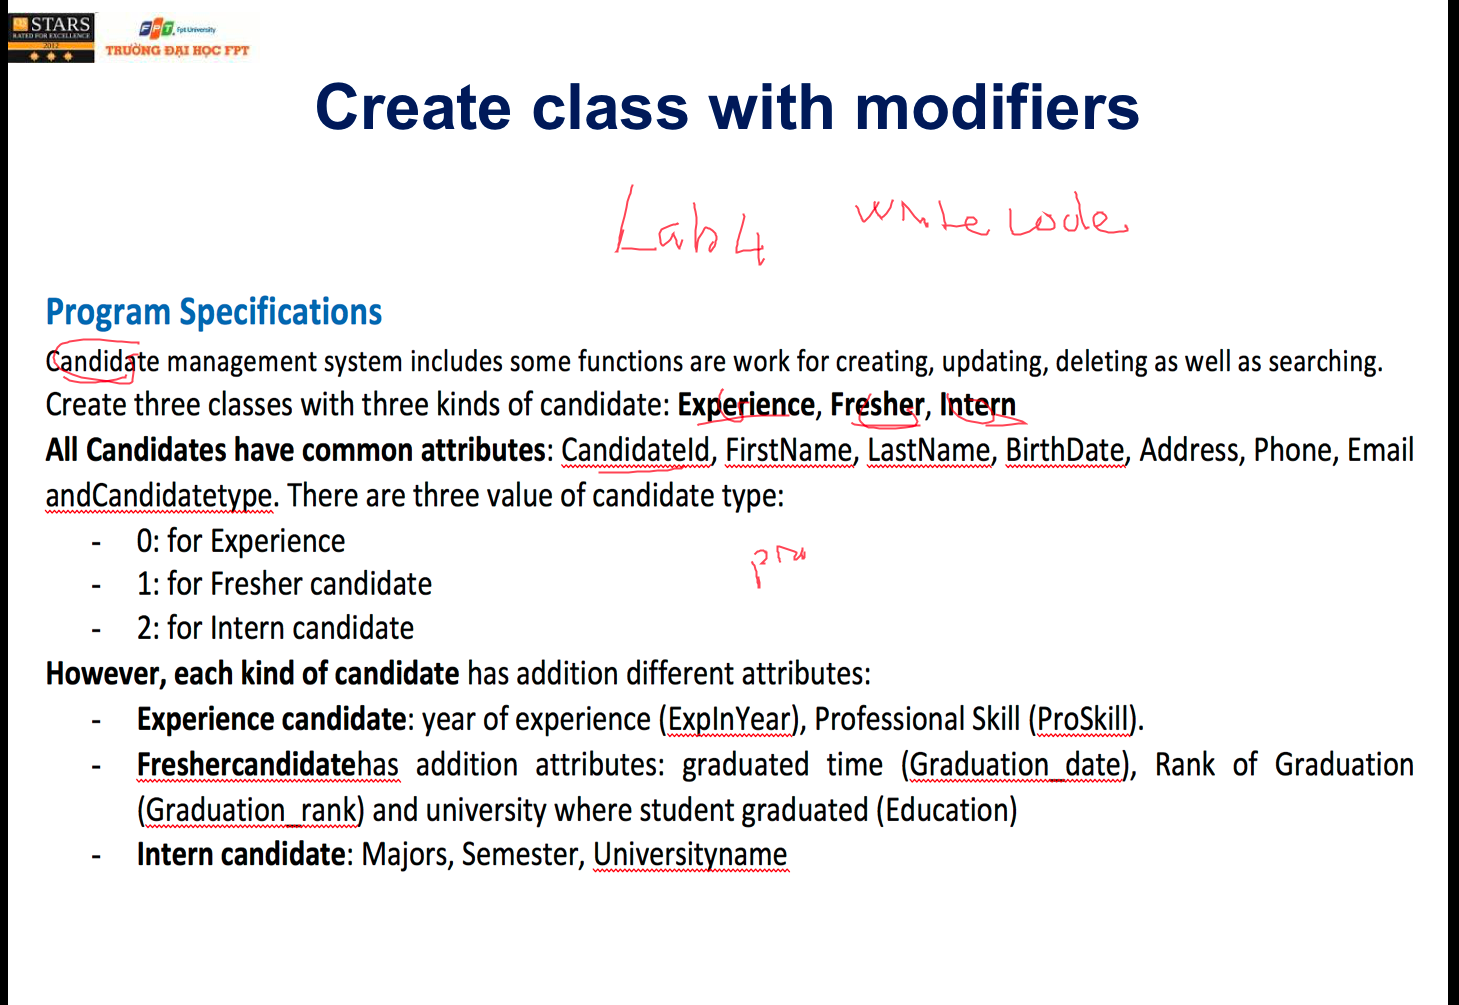 QS STARS
RATED FOR EXCELLENCE
2012
FPT. Fpt University
TRƯỜNG ĐẠI HỌC FPT
Create class with modifiers
Lab 4 write code
Program Specifications
Candidate management system includes some functions are work for creating, updating, deleting as well as searching.
Create three classes with three kinds of candidate: Experience, Fresher, Intern
All Candidates have common attributes: CandidateId, FirstName, LastName, BirthDate, Address, Phone, Email
andCandidatetype. There are three value of candidate type:
- 0: for Experience
- 1: for Fresher candidate
- 2: for Intern candidate
However, each kind of candidate has addition different attributes:
- Experience candidate: year of experience (ExpInYear), Professional Skill (ProSkill).
- Freshercandidatehas addition attributes: graduated time (Graduation_date), Rank of Graduation
(Graduation_rank) and university where student graduated (Education)
- Intern candidate: Majors, Semester, Universityname